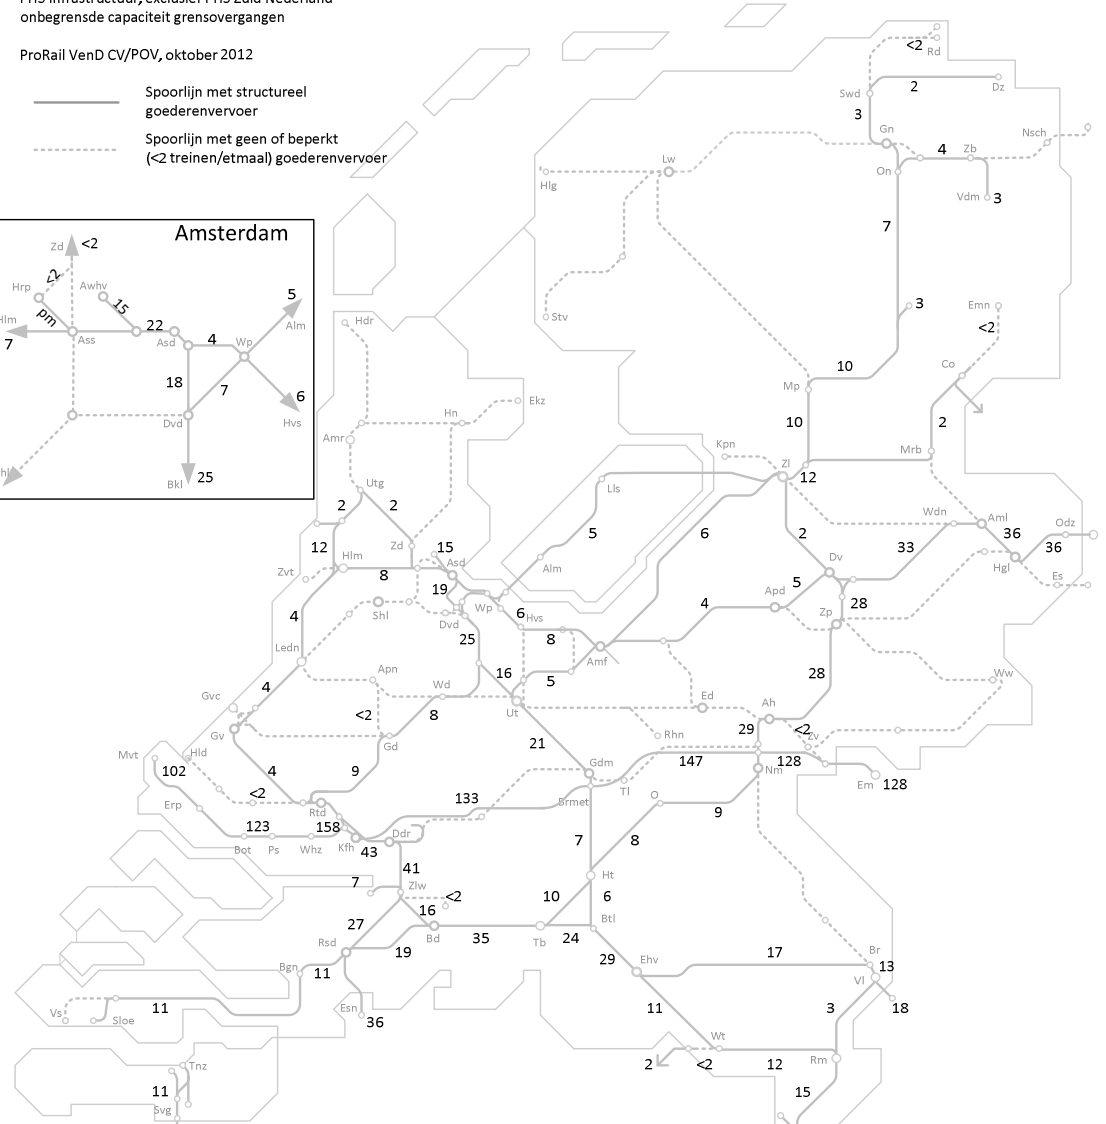 PHS infrastructuur, exclusief PHS Zuid Nederland
onbegrensde capaciteit grensovergangen
ProRail VenD CV/POV, oktober 2012
Spoorlijn met structureel
goederenvervoer
Spoorlijn met geen of beperkt
(<2 treinen/etmaal) goederenvervoer
Amsterdam
Zd <2
Hrp <2 Awhv
pm 15
5
Hlm 22 Alm
7 Ass Asd 4 Wp
18 7 6
Dvd Hvs
Bkl 25
<2 Rd
2
Swd Dz
3
Gn Nsch
4 Zb
On
Vdm 3
7
Lw
Hlg
Stv
3
Emn
<2
Hdr
10 Co
Mp
Ekz
Hn
10 2
Amr
Kpn Mrb
Zl 12
Utg Lls
2 2
5 6 2 Wdn Aml
36 Odz
12 Zd 15 33 36
Hlm Asd Hgl
Zvt 8 Alm Dv
19 5 Es
Apd
Shl Wp 4 28
4 Dvd 6 Hvs Zp
25 8
Ledn Amf
Apn 16 5 28 Ww
4 Wd
Gvc Ut Ed
<2 8 Ah
Gv Gd 21 Rhn 29 <2 Zv
Mvt Hld
102 4 9 Gdm 147 128
Tl Nm Em 128
Erp <2 133 Brmet O
Rtd
123 158 Ddr 9
Bot Ps Whz Kfh 43 7 8
41
7 Zlw Ht
<2
16 10 6
27 Btl
Bd 35 Tb 24
Rsd 19
29 17 Br
Bgn 11 Ehv 13
Vl
Vs 11 Esn 11 18
Sloe 36 3
Wt
2 <2 12 Rm
Tnz
11 15
Svg